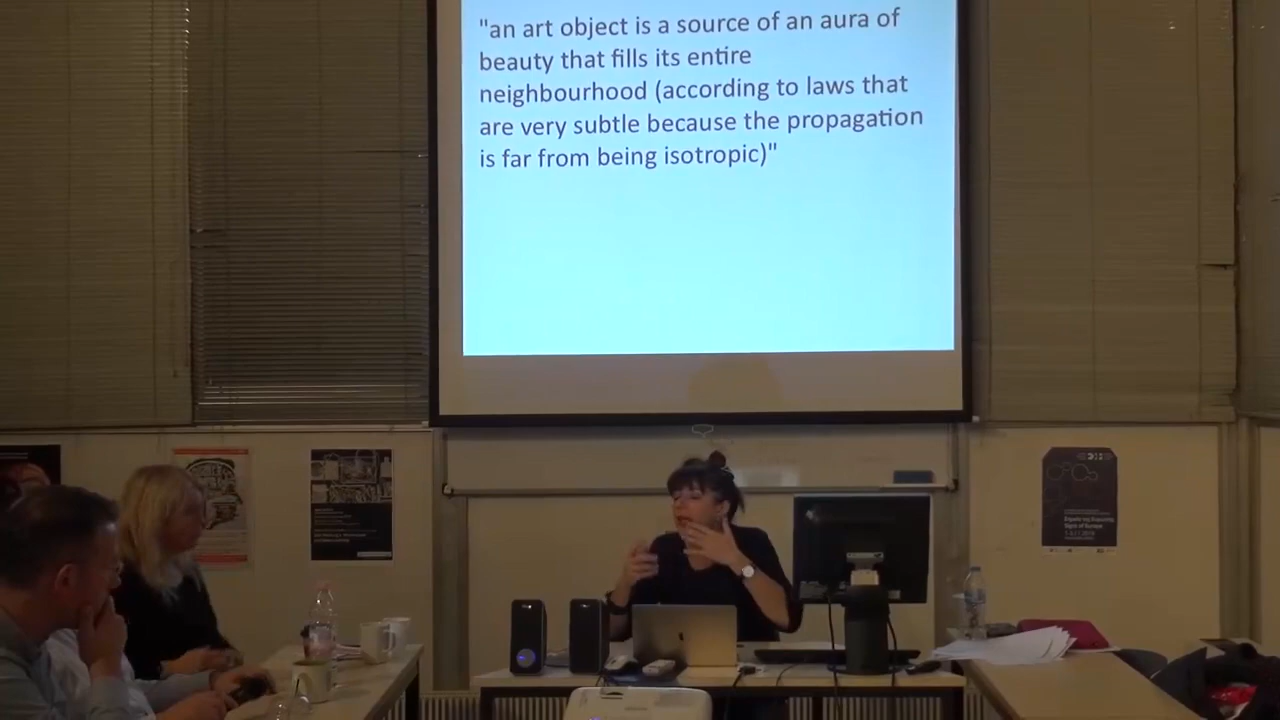 "an art object is a source of an aura of
beauty that fills its entire
neighbourhood (according to laws that
are very subtle because the propagation
is far from being isotropic)"